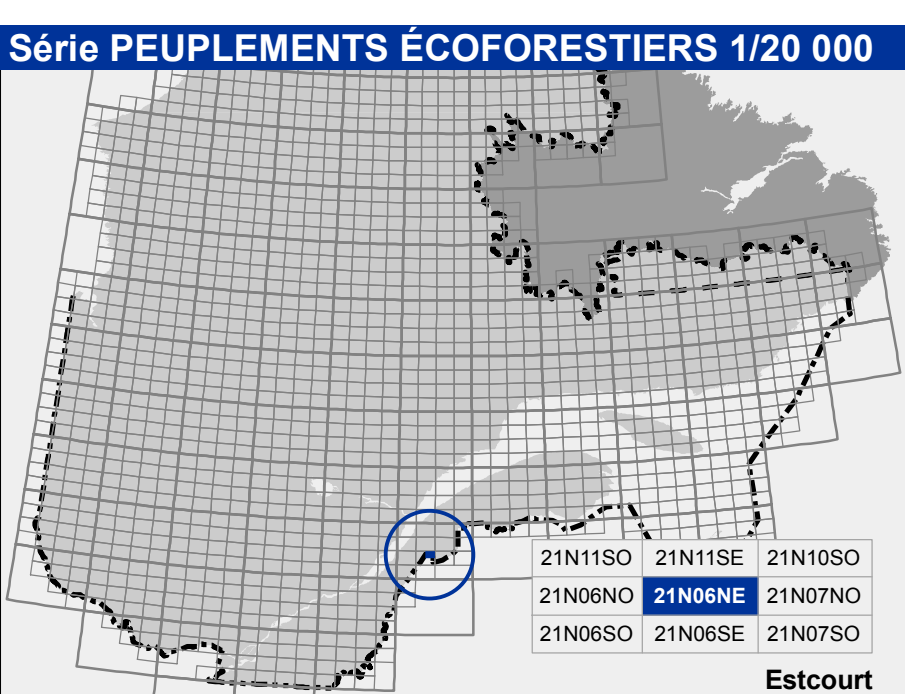 Série PEUPLEMENTS ÉCOFORESTIERS 1/20 000
21N11SO 21N11SE 21N10SO
21N06NO 21N06NE 21N07NO
21N06SO 21N06SE 21N07SO
Estcourt